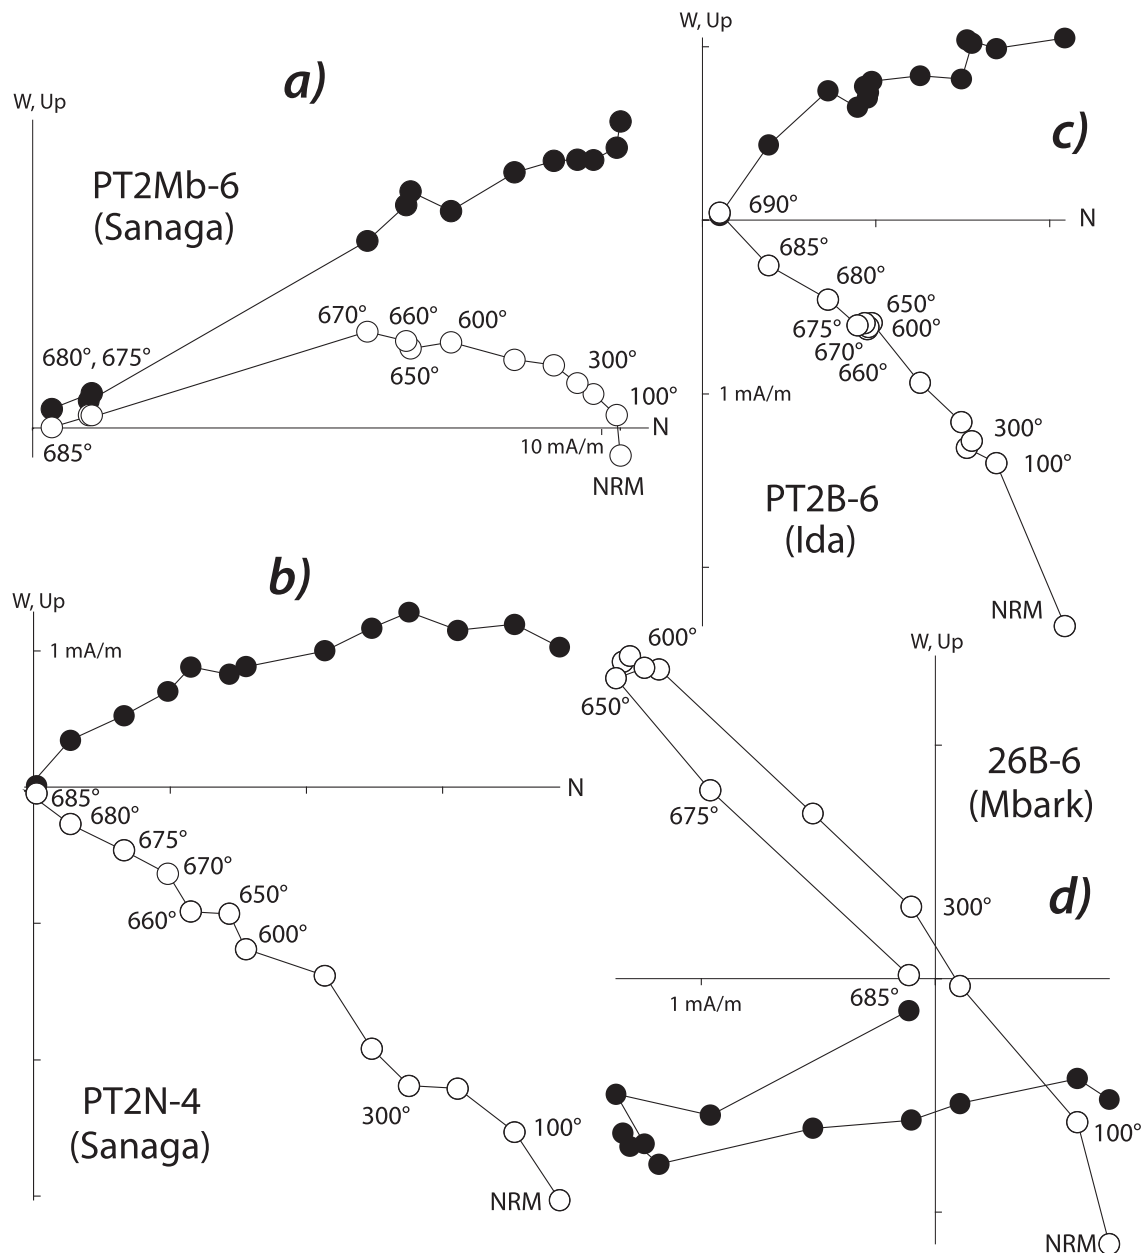 a)
W, Up
PT2Mb-6
(Sanaga)
670°
660°
600°
650°
680°, 675°
300°
100°
N
10 mA/m
685°
NRM
W, Up
c)
690°
N
685°
680°
650°
675°
600°
670°
660°
1 mA/m
300°
100°
PT2B-6
(Ida)
NRM
b)
W, Up
1 mA/m
N
685°
680°
675°
670°
650°
660°
600°
300°
100°
PT2N-4
(Sanaga)
NRM
600°
W, Up
650°
26B-6
(Mbark)
675°
d)
300°
685°
1 mA/m
100°
NRM